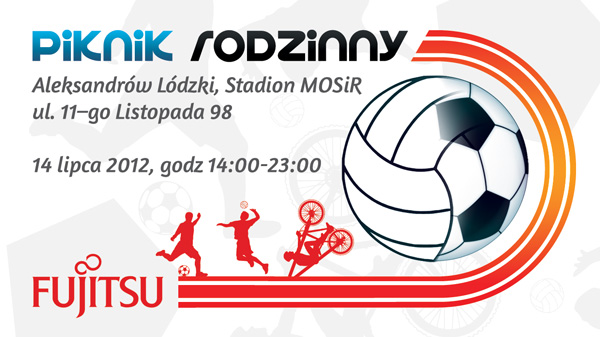 PiKNiK RODZINNY
Aleksandrów Lódzki, Stadion MOSiR
ul. 11–go Listopada 98
14 lipca 2012, godz 14:00-23:00
FUJITSU